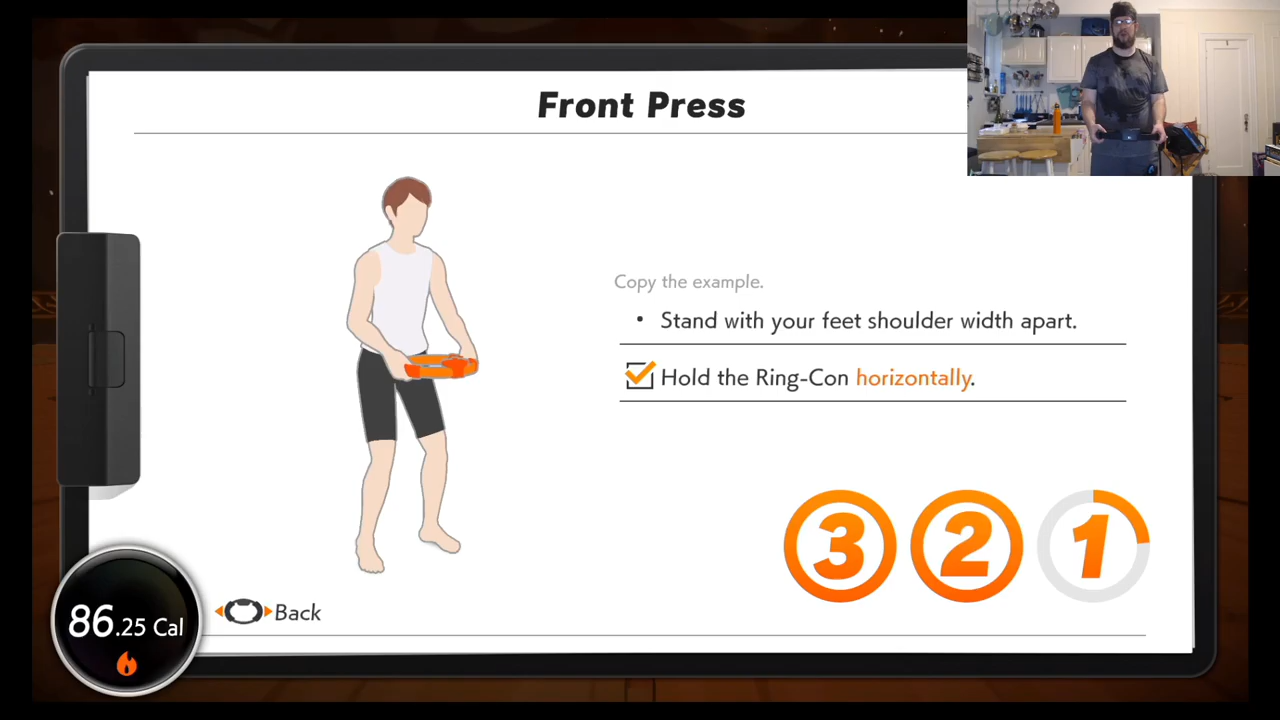 Front Press
Copy the example.
• Stand with your feet shoulder width apart.
Hold the Ring-Con horizontally.
3 2 1
86.25 Cal
Back